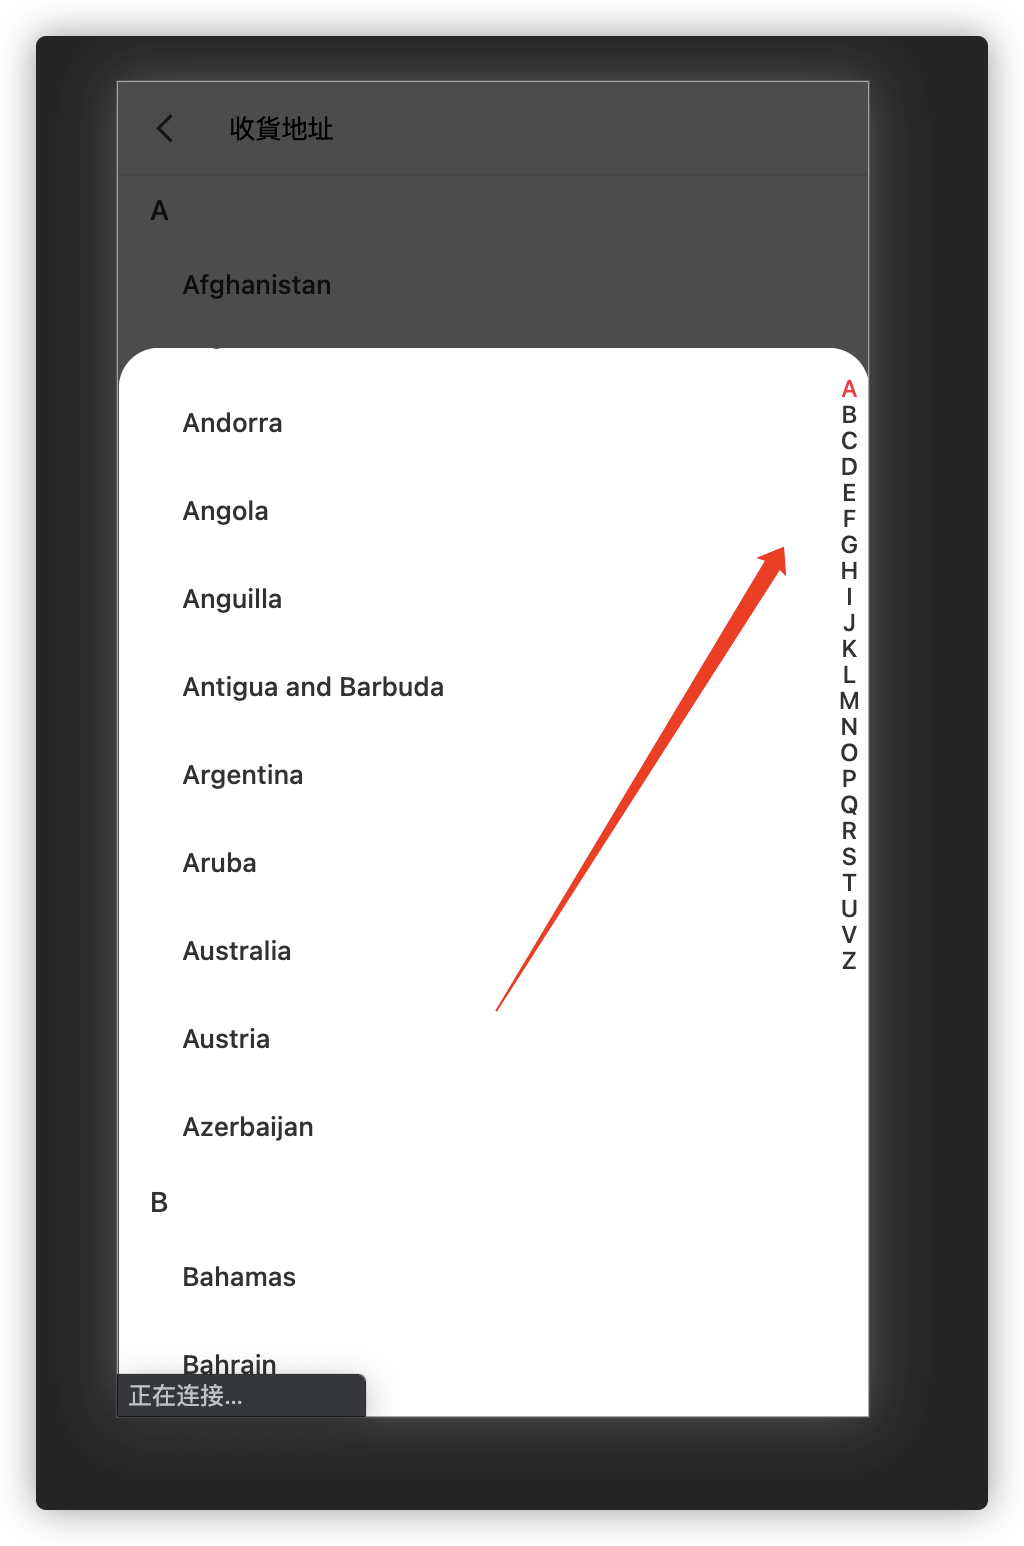 收貨地址
A
Afghanistan
Andorra
Angola
Anguilla
Antigua and Barbuda
Argentina
Aruba
Australia
Austria
Azerbaijan
B
Bahamas
Bahrain
正在连接...
A
B
C
D
E
F
G
H
I
J
K
L
M
N
O
P
Q
R
S
T
U
V
Z